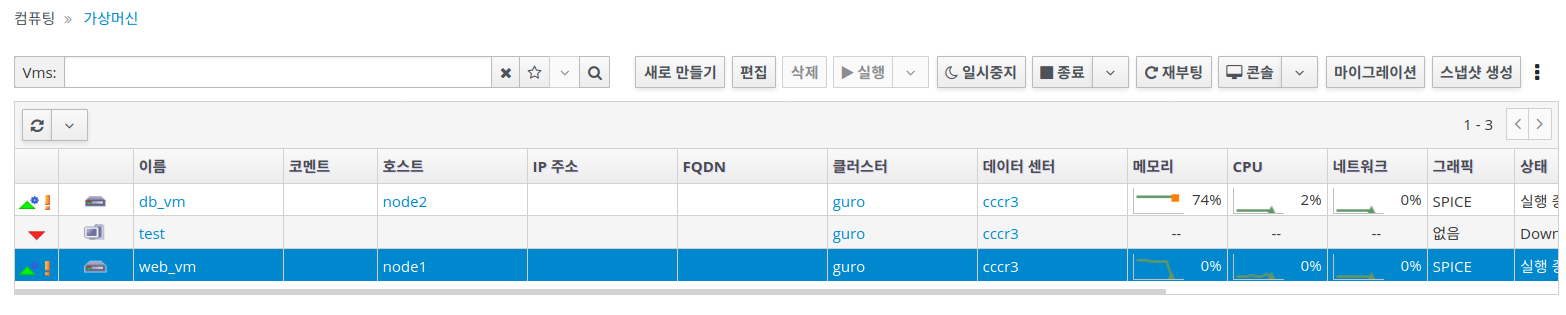 컴퓨팅 » 가상머신
Vms: 새로 만들기 편집 삭제 실행 일시중지 종료 재부팅 콘솔 마이그레이션 스냅샷 생성
1 - 3
이름 코멘트 호스트 IP 주소 FQDN 클러스터 데이터 센터 메모리 CPU 네트워크 그래픽 상태
db_vm node2 guro cccr3 74% 2% 0% SPICE 실행
test guro cccr3 -- -- -- 없음 Down
web_vm node1 guro cccr3 0% 0% 0% SPICE 실행